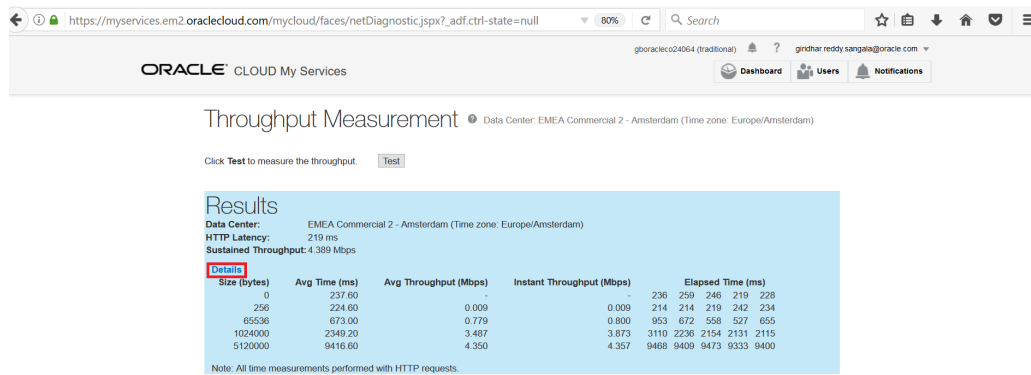 https://myservices.em2.oraclecloud.com/mycloud/faces/netDiagnostic.jspx?_adf.ctrl-state=null 80% Search
gboracleco24064 (traditional) ? giridhar.reddy.sangala@oracle.com
ORACLE® CLOUD My Services Dashboard Users Notifications
Throughput Measurement ? Data Center: EMEA Commercial 2 - Amsterdam (Time zone: Europe/Amsterdam)
Click Test to measure the throughput. Test
Results
Data Center: EMEA Commercial 2 - Amsterdam (Time zone: Europe/Amsterdam)
HTTP Latency: 219 ms
Sustained Throughput: 4.389 Mbps
Details
Size (bytes) Avg Time (ms) Avg Throughput (Mbps) Instant Throughput (Mbps) Elapsed Time (ms)
0 237.60 - - 236 259 246 219 228
256 224.60 0.009 0.009 214 214 219 242 234
65536 673.00 0.779 0.800 953 672 558 527 655
1024000 2349.20 3.487 3.873 3110 2236 2154 2131 2115
5120000 9416.60 4.350 4.357 9468 9409 9473 9333 9400
Note: All time measurements performed with HTTP requests.